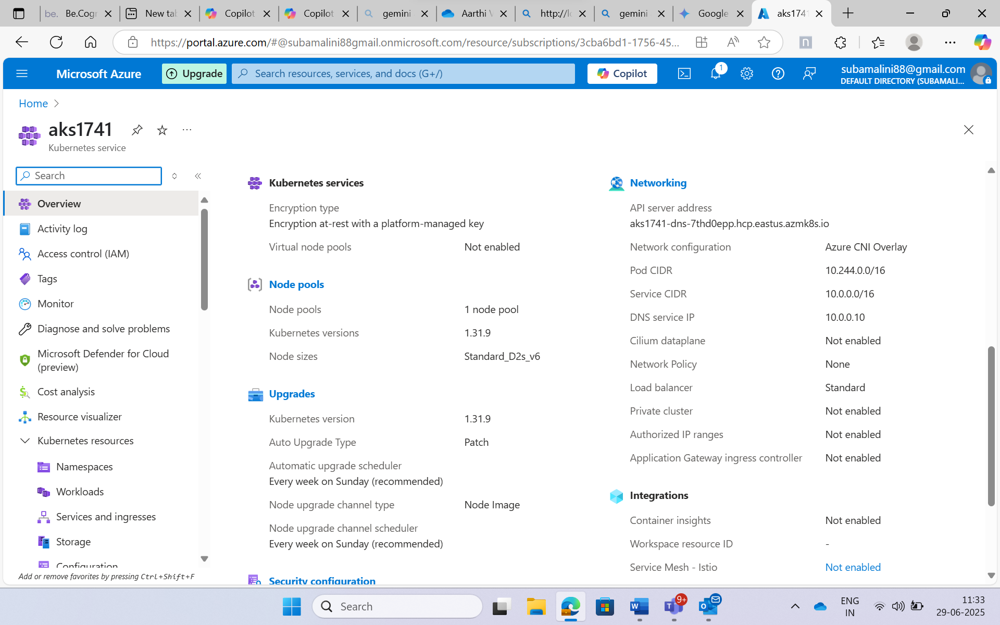 be. Be.Cogr
New tab
Copilot
Copilot
gemini
Aarthi V
http://lo
gemini
Google
aks1741
https://portal.azure.com/#@subamalini88gmail.onmicrosoft.com/resource/subscriptions/3cba6bd1-1756-45...
Microsoft Azure
Upgrade
Search resources, services, and docs (G+/)
Copilot
1
subamalini88@gmail.com
DEFAULT DIRECTORY (SUBAMALI...
Home
aks1741
Kubernetes service
Search
Overview
Activity log
Access control (IAM)
Tags
Monitor
Diagnose and solve problems
Microsoft Defender for Cloud
(preview)
Cost analysis
Resource visualizer
Kubernetes resources
Namespaces
Workloads
Services and ingresses
Storage
Configuration
Add or remove favorites by pressing Ctrl+Shift+F
Kubernetes services
Encryption type
Encryption at-rest with a platform-managed key
Virtual node pools Not enabled
Node pools
Node pools 1 node pool
Kubernetes versions 1.31.9
Node sizes Standard_D2s_v6
Upgrades
Kubernetes version 1.31.9
Auto Upgrade Type Patch
Automatic upgrade scheduler
Every week on Sunday (recommended)
Node upgrade channel type Node Image
Node upgrade channel scheduler
Every week on Sunday (recommended)
Security configuration
Networking
API server address
aks1741-dns-7thd0epp.hcp.eastus.azmk8s.io
Network configuration Azure CNI Overlay
Pod CIDR 10.244.0.0/16
Service CIDR 10.0.0.0/16
DNS service IP 10.0.0.10
Cilium dataplane Not enabled
Network Policy None
Load balancer Standard
Private cluster Not enabled
Authorized IP ranges Not enabled
Application Gateway ingress controller Not enabled
Integrations
Container insights Not enabled
Workspace resource ID -
Service Mesh - Istio Not enabled
Search
9+
ENG
IN
11:33
29-06-2025